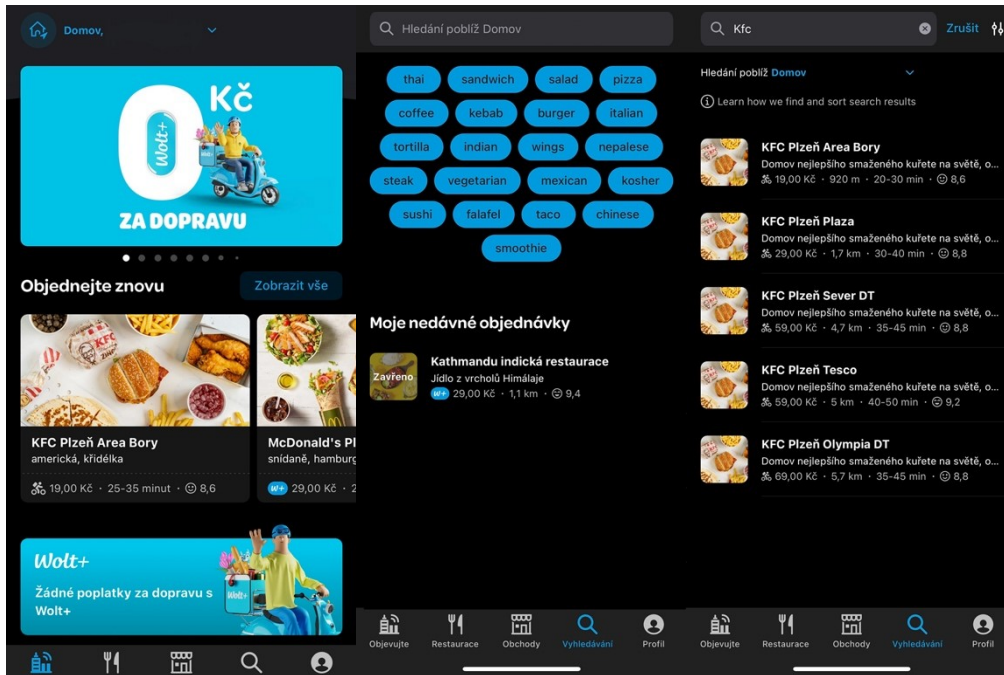 Domov,
0 Kč
Wolt+
ZA DOPRAVU
Objednejte znovu
Zobrazit vše
KFC
KFC Plzeň Area Bory
americká, křidélka
19,00 Kč · 25-35 minut · 8,6
McDonald's Pl
snídaně, hamburg
W+ 29,00 Kč · 2
Wolt+
Žádné poplatky za dopravu s
Wolt+
Wolt+
Hledání poblíž Domov
thai
sandwich
salad
pizza
coffee
kebab
burger
italian
tortilla
indian
wings
nepalese
steak
vegetarian
mexican
kosher
sushi
falafel
taco
chinese
smoothie
Moje nedávné objednávky
Zavřeno
Kathmandu indická restaurace
Jídlo z vrcholů Himálaje
W+ 29,00 Kč · 1,1 km · 9,4
Objevujte
Restaurace
Obchody
Vyhledávání
Profil
Kfc
Zrušit
Hledání poblíž Domov
Learn how we find and sort search results
KFC Plzeň Area Bory
Domov nejlepšího smaženého kuřete na světě, o...
19,00 Kč · 920 m · 20-30 min · 8,6
KFC Plzeň Plaza
Domov nejlepšího smaženého kuřete na světě, o...
29,00 Kč · 1,7 km · 30-40 min · 8,8
KFC Plzeň Sever DT
Domov nejlepšího smaženého kuřete na světě, o...
59,00 Kč · 4,7 km · 35-45 min · 8,8
KFC Plzeň Tesco
Domov nejlepšího smaženého kuřete na světě, o...
59,00 Kč · 5 km · 40-50 min · 9,2
KFC Plzeň Olympia DT
Domov nejlepšího smaženého kuřete na světě, o...
69,00 Kč · 5,7 km · 35-45 min · 8,8
Objevujte
Restaurace
Obchody
Vyhledávání
Profil